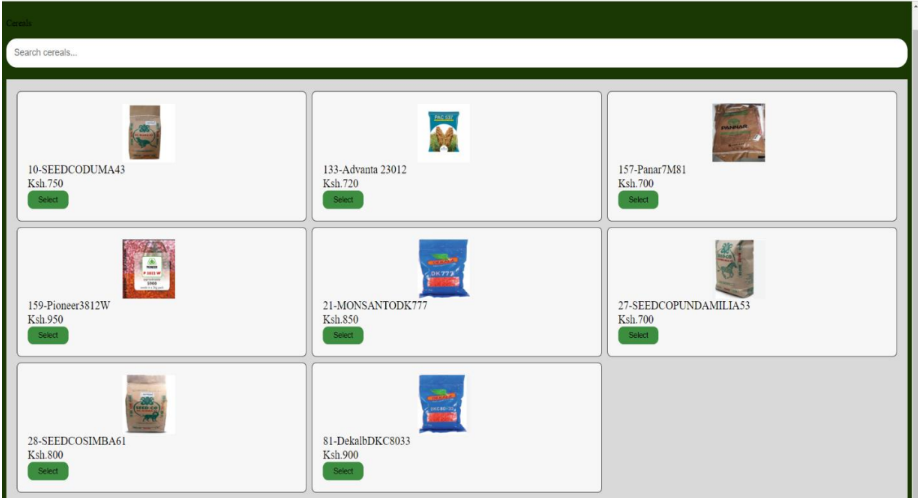 Cereals
Search cereals...
10-SEEDCODUMA43
Ksh.750
Select
133-Advanta 23012
Ksh.720
Select
157-Panar7M81
Ksh.700
Select
159-Pioneer3812W
Ksh.950
Select
DK777
21-MONSANTODK777
Ksh.850
Select
27-SEEDCOPUNDAMILIA53
Ksh.700
Select
28-SEEDCOSIMBA61
Ksh.800
Select
81-DekalbDKC8033
Ksh.900
Select